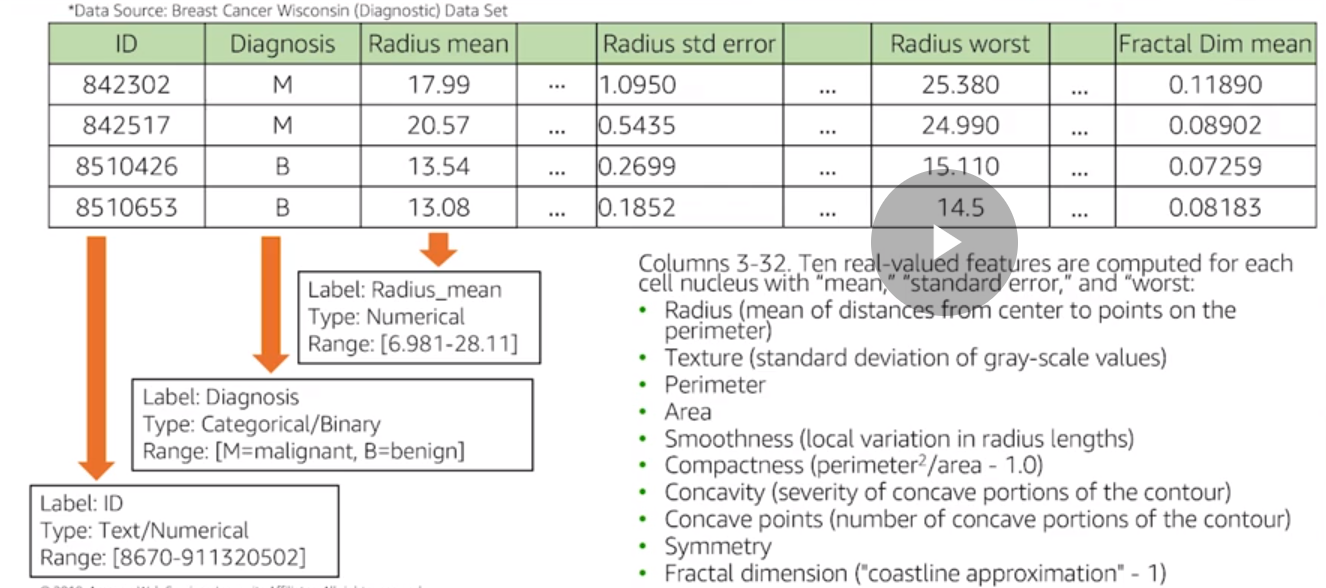 *Data Source: Breast Cancer Wisconsin (Diagnostic) Data Set
ID Diagnosis Radius mean Radius std error Radius worst Fractal Dim mean
842302 M 17.99 ... 1.0950 ... 25.380 ... 0.11890
842517 M 20.57 ... 0.5435 ... 24.990 ... 0.08902
8510426 B 13.54 ... 0.2699 ... 15.110 ... 0.07259
8510653 B 13.08 ... 0.1852 ... 14.5 ... 0.08183
Label: Radius_mean
Type: Numerical
Range: [6.981-28.11]
Label: Diagnosis
Type: Categorical/Binary
Range: [M=malignant, B=benign]
Label: ID
Type: Text/Numerical
Range: [8670-911320502]
Columns 3-32. Ten real-valued features are computed for each
cell nucleus with “mean,” “standard error,” and “worst:
• Radius (mean of distances from center to points on the
perimeter)
• Texture (standard deviation of gray-scale values)
• Perimeter
• Area
• Smoothness (local variation in radius lengths)
• Compactness (perimeter²/area - 1.0)
• Concavity (severity of concave portions of the contour)
• Concave points (number of concave portions of the contour)
• Symmetry
• Fractal dimension ("coastline approximation" - 1)